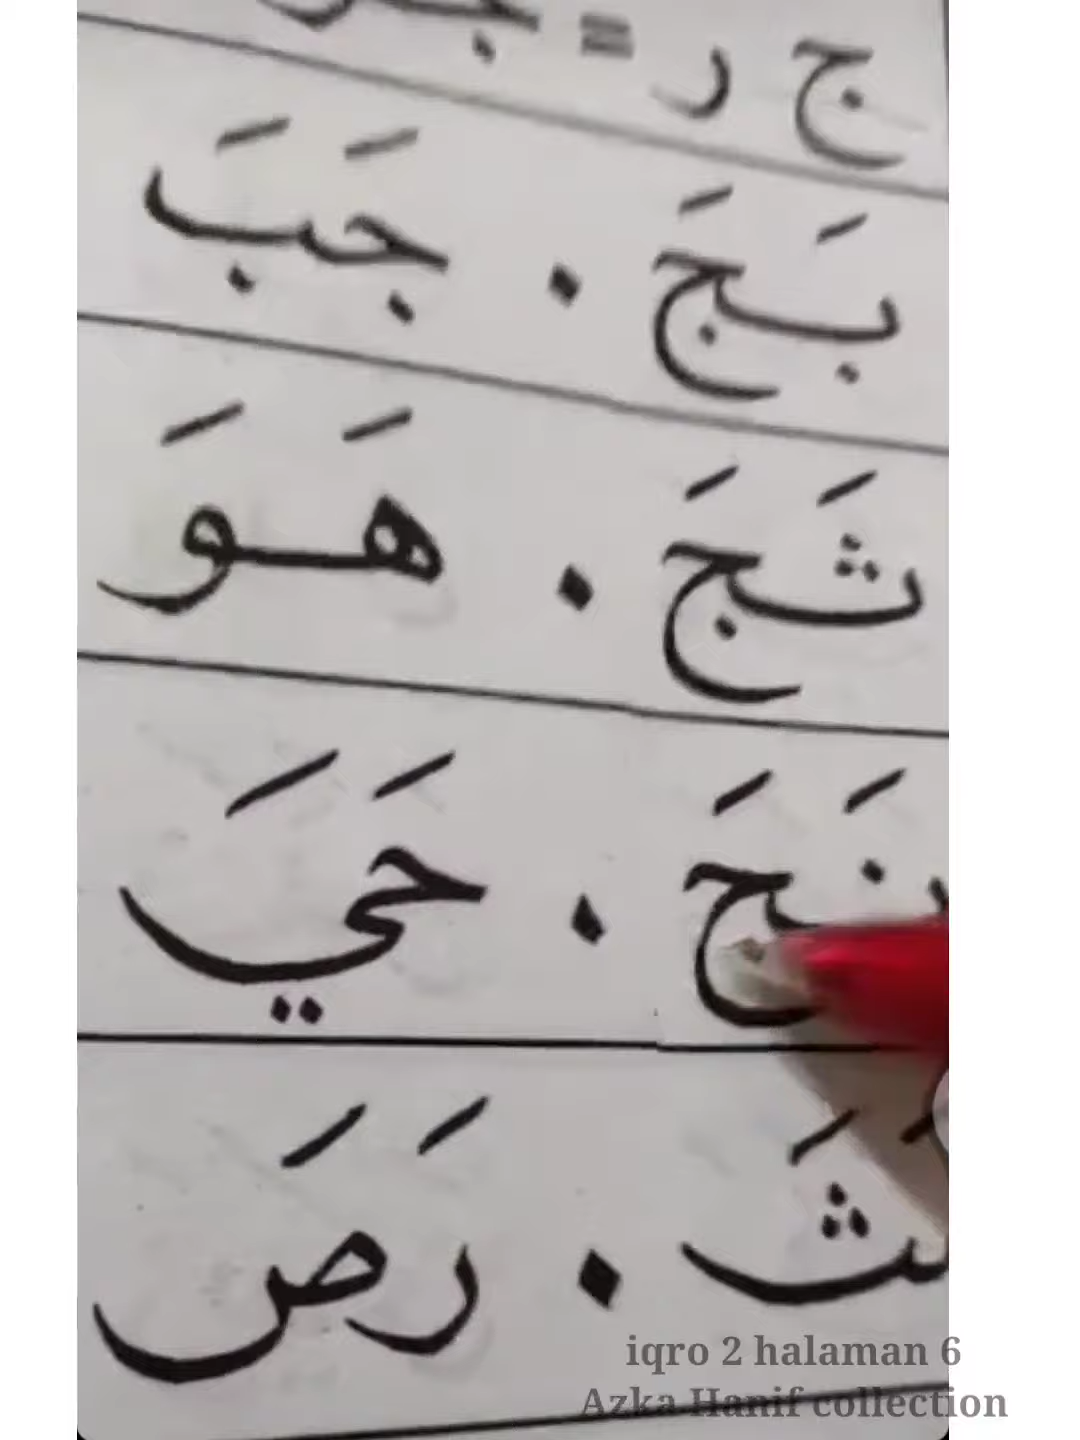 ج ر =
بَجَ . جَبَ
ثَجَ . هَوَ
نَجَ . حَيَ
ثَ . رَصَ
iqro 2 halaman 6
Azka Hanif collection